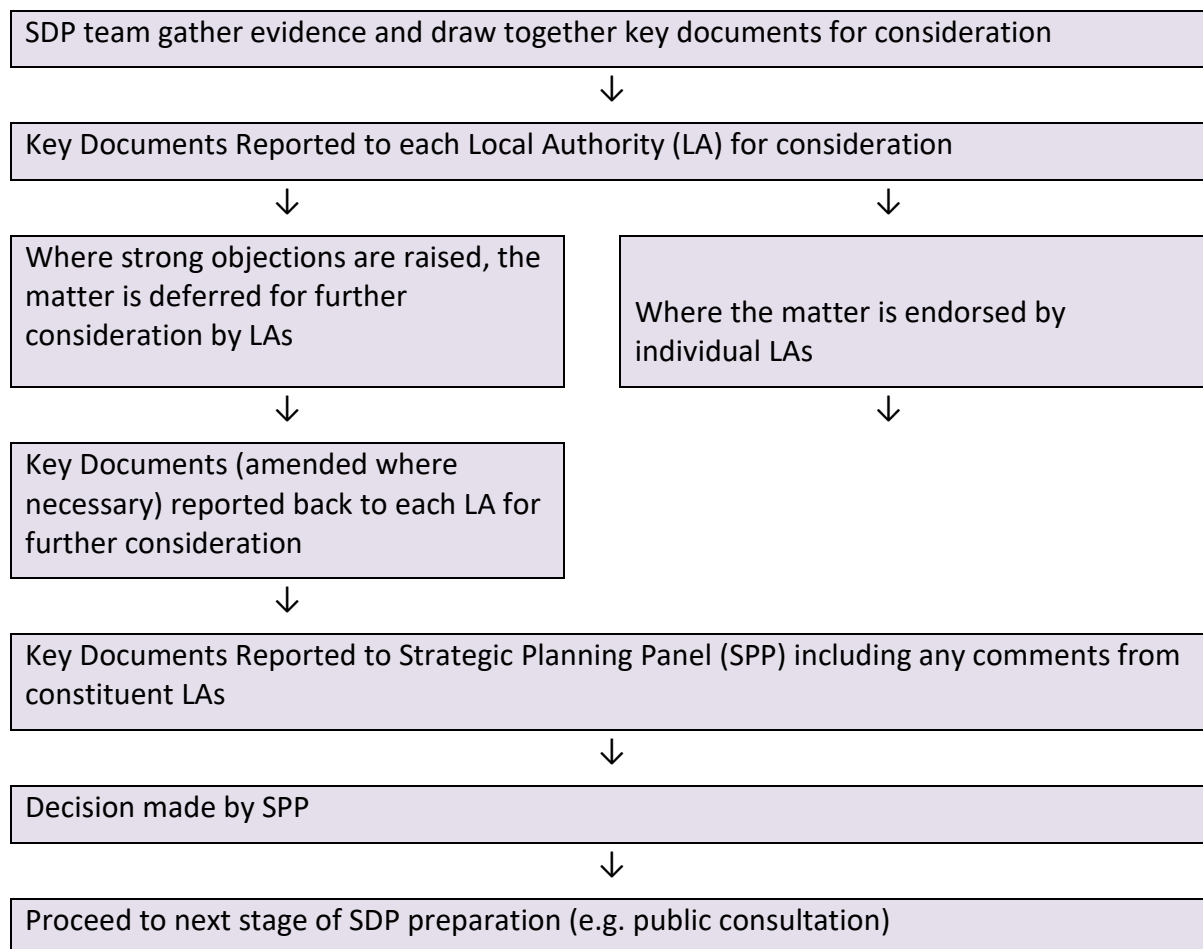 SDP team gather evidence and draw together key documents for consideration
↓
Key Documents Reported to each Local Authority (LA) for consideration
↓ ↓
Where strong objections are raised, the
matter is deferred for further
consideration by LAs
Where the matter is endorsed by
individual LAs
↓ ↓
Key Documents (amended where
necessary) reported back to each LA for
further consideration
↓
Key Documents Reported to Strategic Planning Panel (SPP) including any comments from
constituent LAs
↓
Decision made by SPP
↓
Proceed to next stage of SDP preparation (e.g. public consultation)